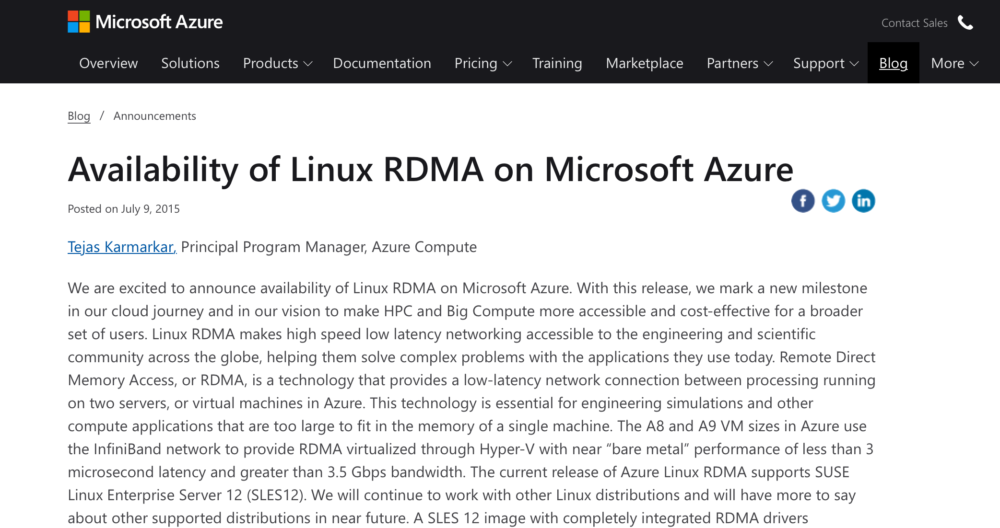 Microsoft Azure
Contact Sales
Overview Solutions Products Documentation Pricing Training Marketplace Partners Support Blog More
Blog / Announcements
Availability of Linux RDMA on Microsoft Azure
Posted on July 9, 2015
f in
Tejas Karmarkar, Principal Program Manager, Azure Compute
We are excited to announce availability of Linux RDMA on Microsoft Azure. With this release, we mark a new milestone
in our cloud journey and in our vision to make HPC and Big Compute more accessible and cost-effective for a broader
set of users. Linux RDMA makes high speed low latency networking accessible to the engineering and scientific
community across the globe, helping them solve complex problems with the applications they use today. Remote Direct
Memory Access, or RDMA, is a technology that provides a low-latency network connection between processing running
on two servers, or virtual machines in Azure. This technology is essential for engineering simulations and other
compute applications that are too large to fit in the memory of a single machine. The A8 and A9 VM sizes in Azure use
the InfiniBand network to provide RDMA virtualized through Hyper-V with near “bare metal” performance of less than 3
microsecond latency and greater than 3.5 Gbps bandwidth. The current release of Azure Linux RDMA supports SUSE
Linux Enterprise Server 12 (SLES12). We will continue to work with other Linux distributions and will have more to say
about other supported distributions in near future. A SLES 12 image with completely integrated RDMA drivers